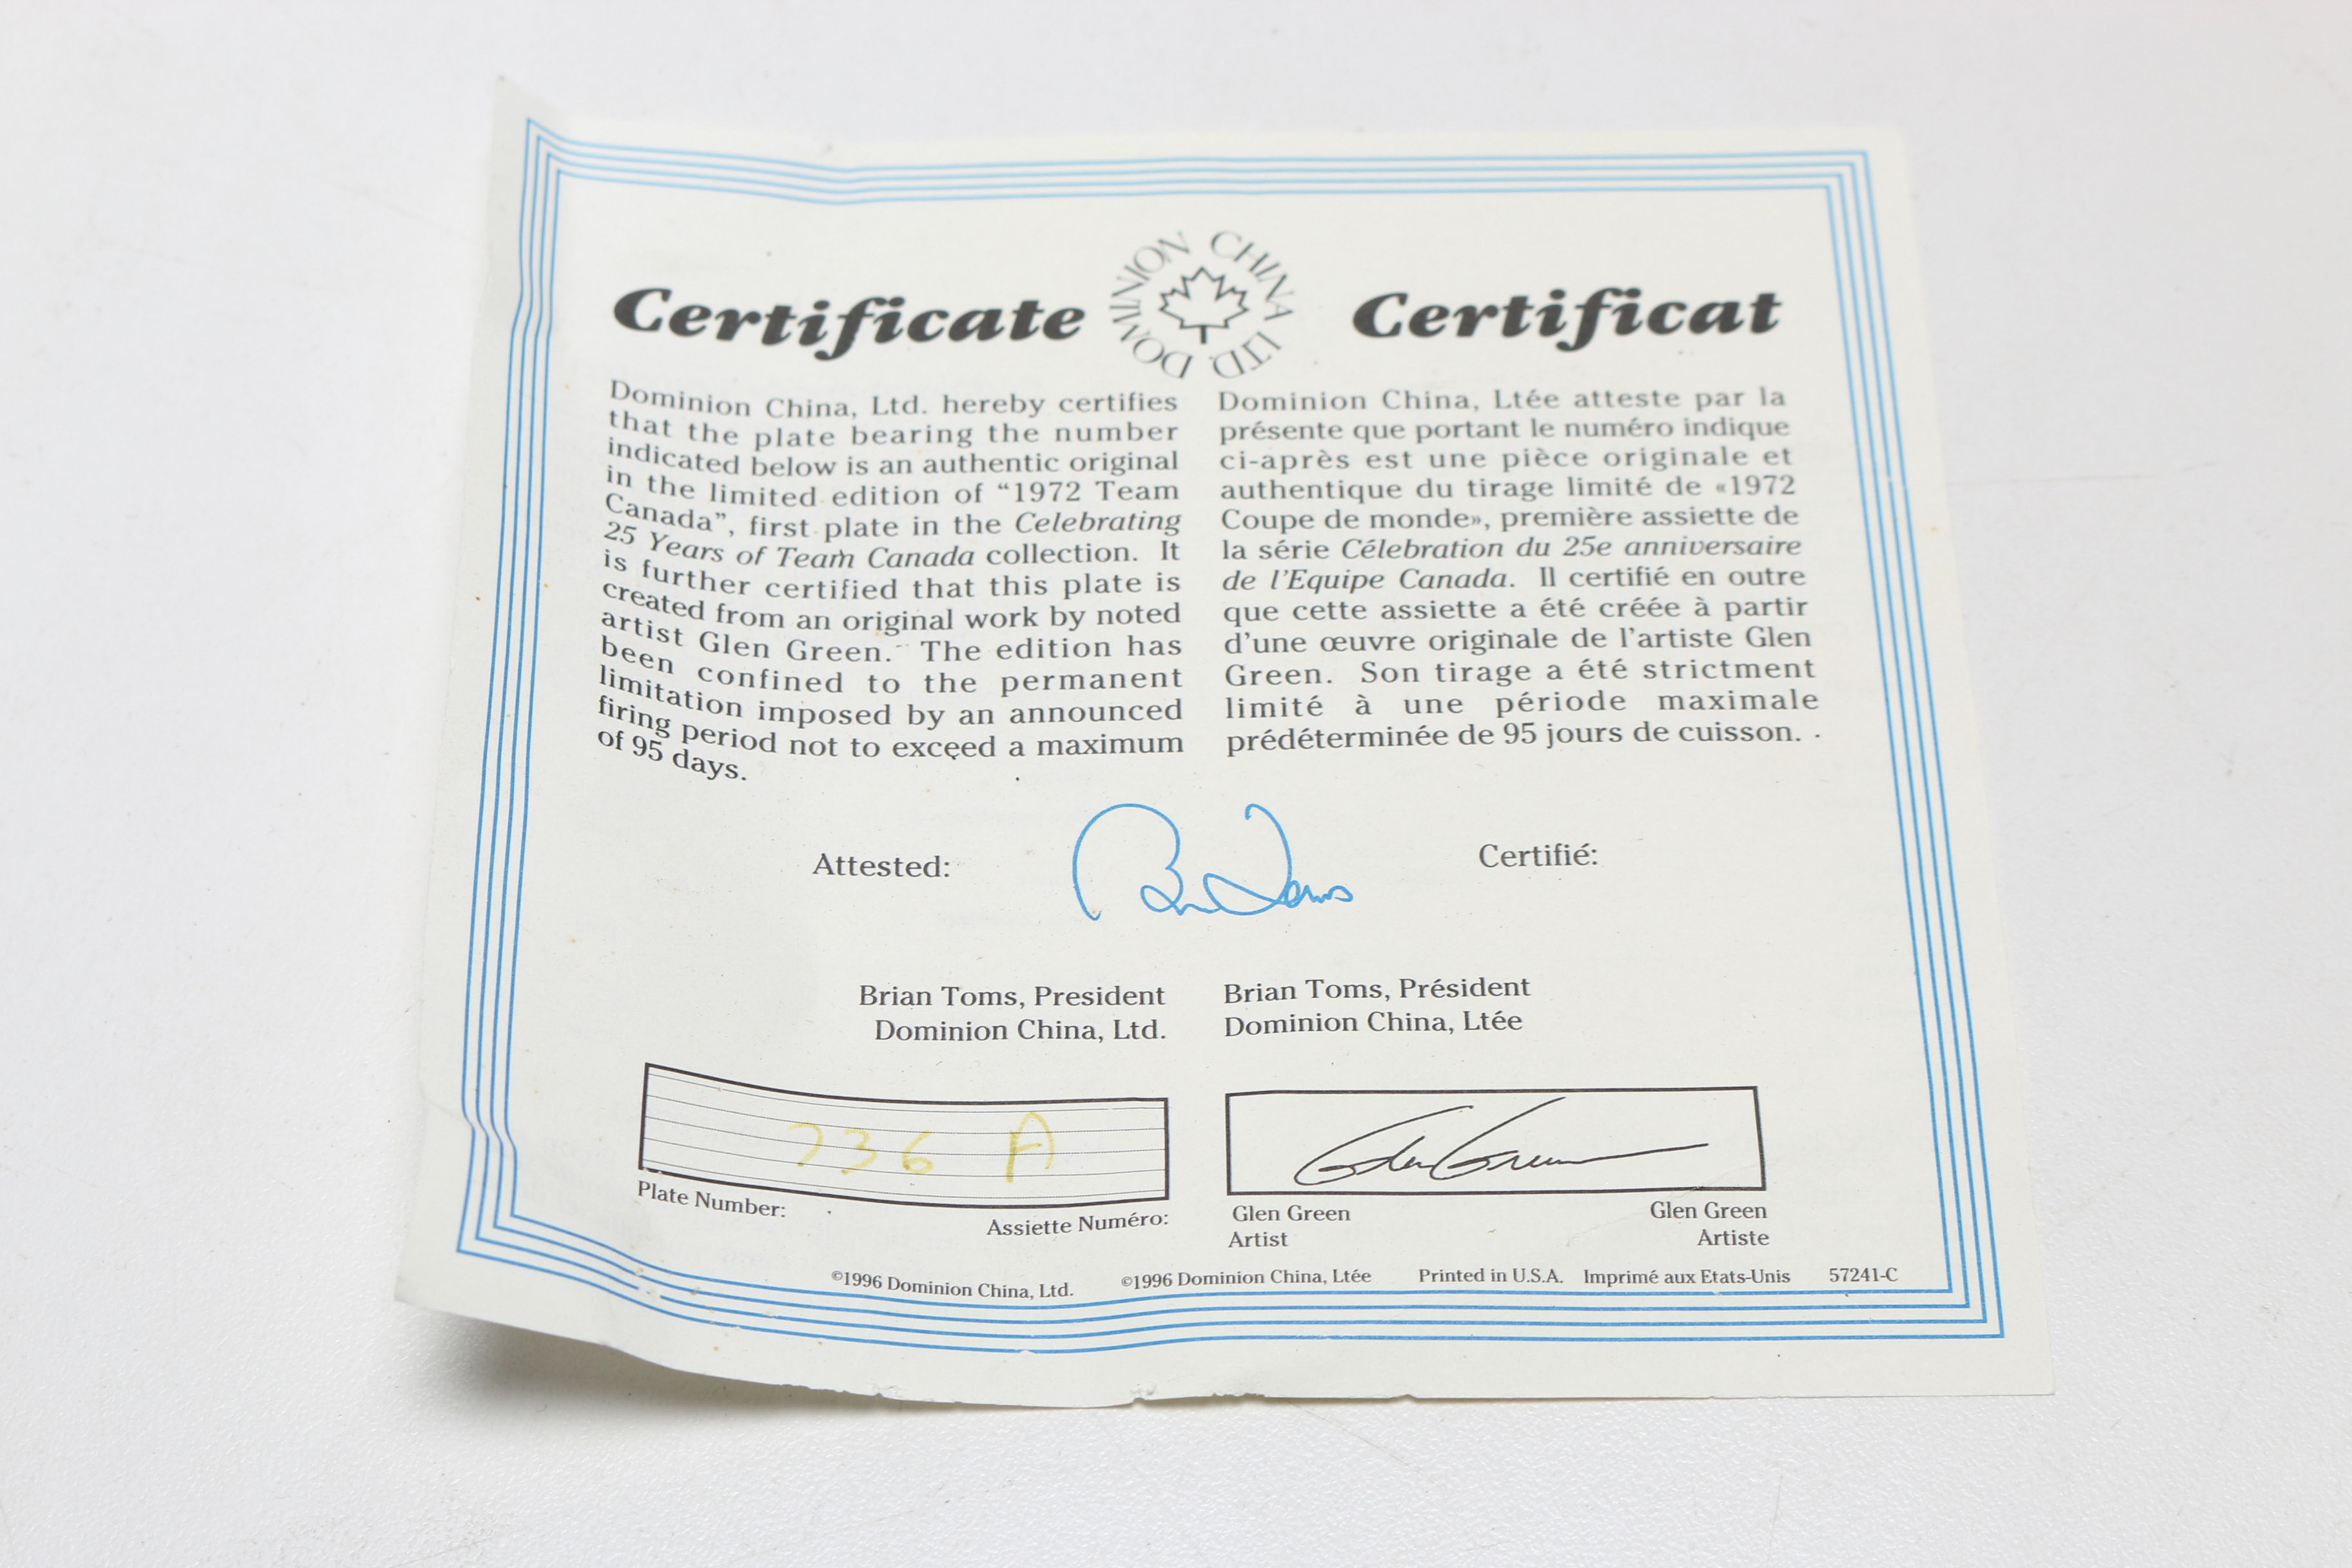 Certificate
DOMINION CHINA LTD.
Certificat
Dominion China, Ltd. hereby certifies
that the plate bearing the number
indicated below is an authentic original
in the limited edition of “1972 Team
Canada”, first plate in the Celebrating
25 Years of Team Canada collection. It
is further certified that this plate is
created from an original work by noted
artist Glen Green. The edition has
been confined to the permanent
limitation imposed by an announced
firing period not to exceed a maximum
of 95 days.
Dominion China, Ltée atteste par la
présente que portant le numéro indique
ci-après est une pièce originale et
authentique du tirage limité de «1972
Coupe de monde», première assiette de
la série Célebration du 25e anniversaire
de l'Equipe Canada. Il certifié en outre
que cette assiette a été créée à partir
d'une œuvre originale de l'artiste Glen
Green. Son tirage a été strictment
limité à une période maximale
prédéterminée de 95 jours de cuisson.
Attested:
Brian Toms
Certifié:
Brian Toms, President
Dominion China, Ltd.
Brian Toms, Président
Dominion China, Ltée
736 A
Plate Number:
Assiette Numéro:
Glen Green
Glen Green
Artist
Glen Green
Artiste
©1996 Dominion China, Ltd. ©1996 Dominion China, Ltée Printed in U.S.A. Imprimé aux Etats-Unis 57241-C